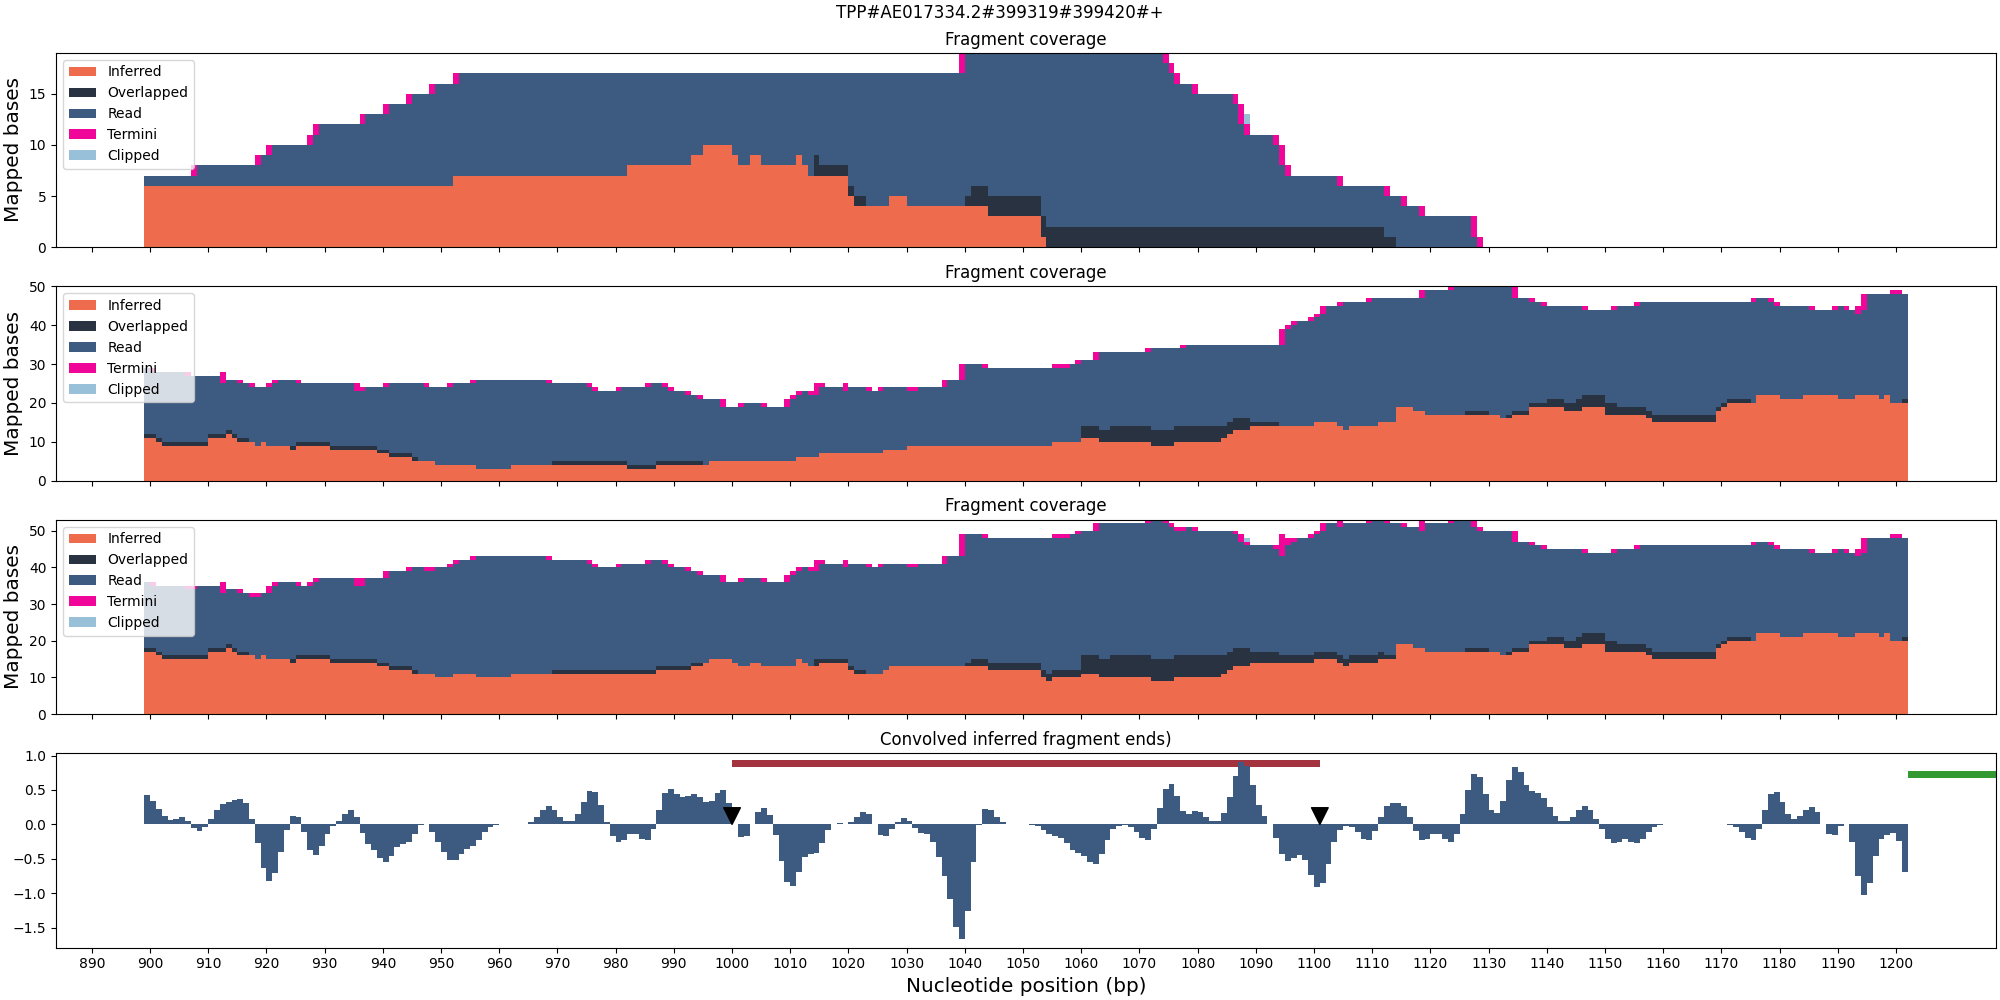 TPP#AE017334.2#399319#399420#+
Fragment coverage
Mapped bases
15
10
5
0
Inferred
Overlapped
Read
Termini
Clipped
Fragment coverage
Mapped bases
50
40
30
20
10
0
Inferred
Overlapped
Read
Termini
Clipped
Fragment coverage
Mapped bases
50
40
30
20
10
0
Inferred
Overlapped
Read
Termini
Clipped
Convolved inferred fragment ends)
1.0
0.5
0.0
−0.5
−1.0
−1.5
890 900 910 920 930 940 950 960 970 980 990 1000 1010 1020 1030 1040 1050 1060 1070 1080 1090 1100 1110 1120 1130 1140 1150 1160 1170 1180 1190 1200
Nucleotide position (bp)